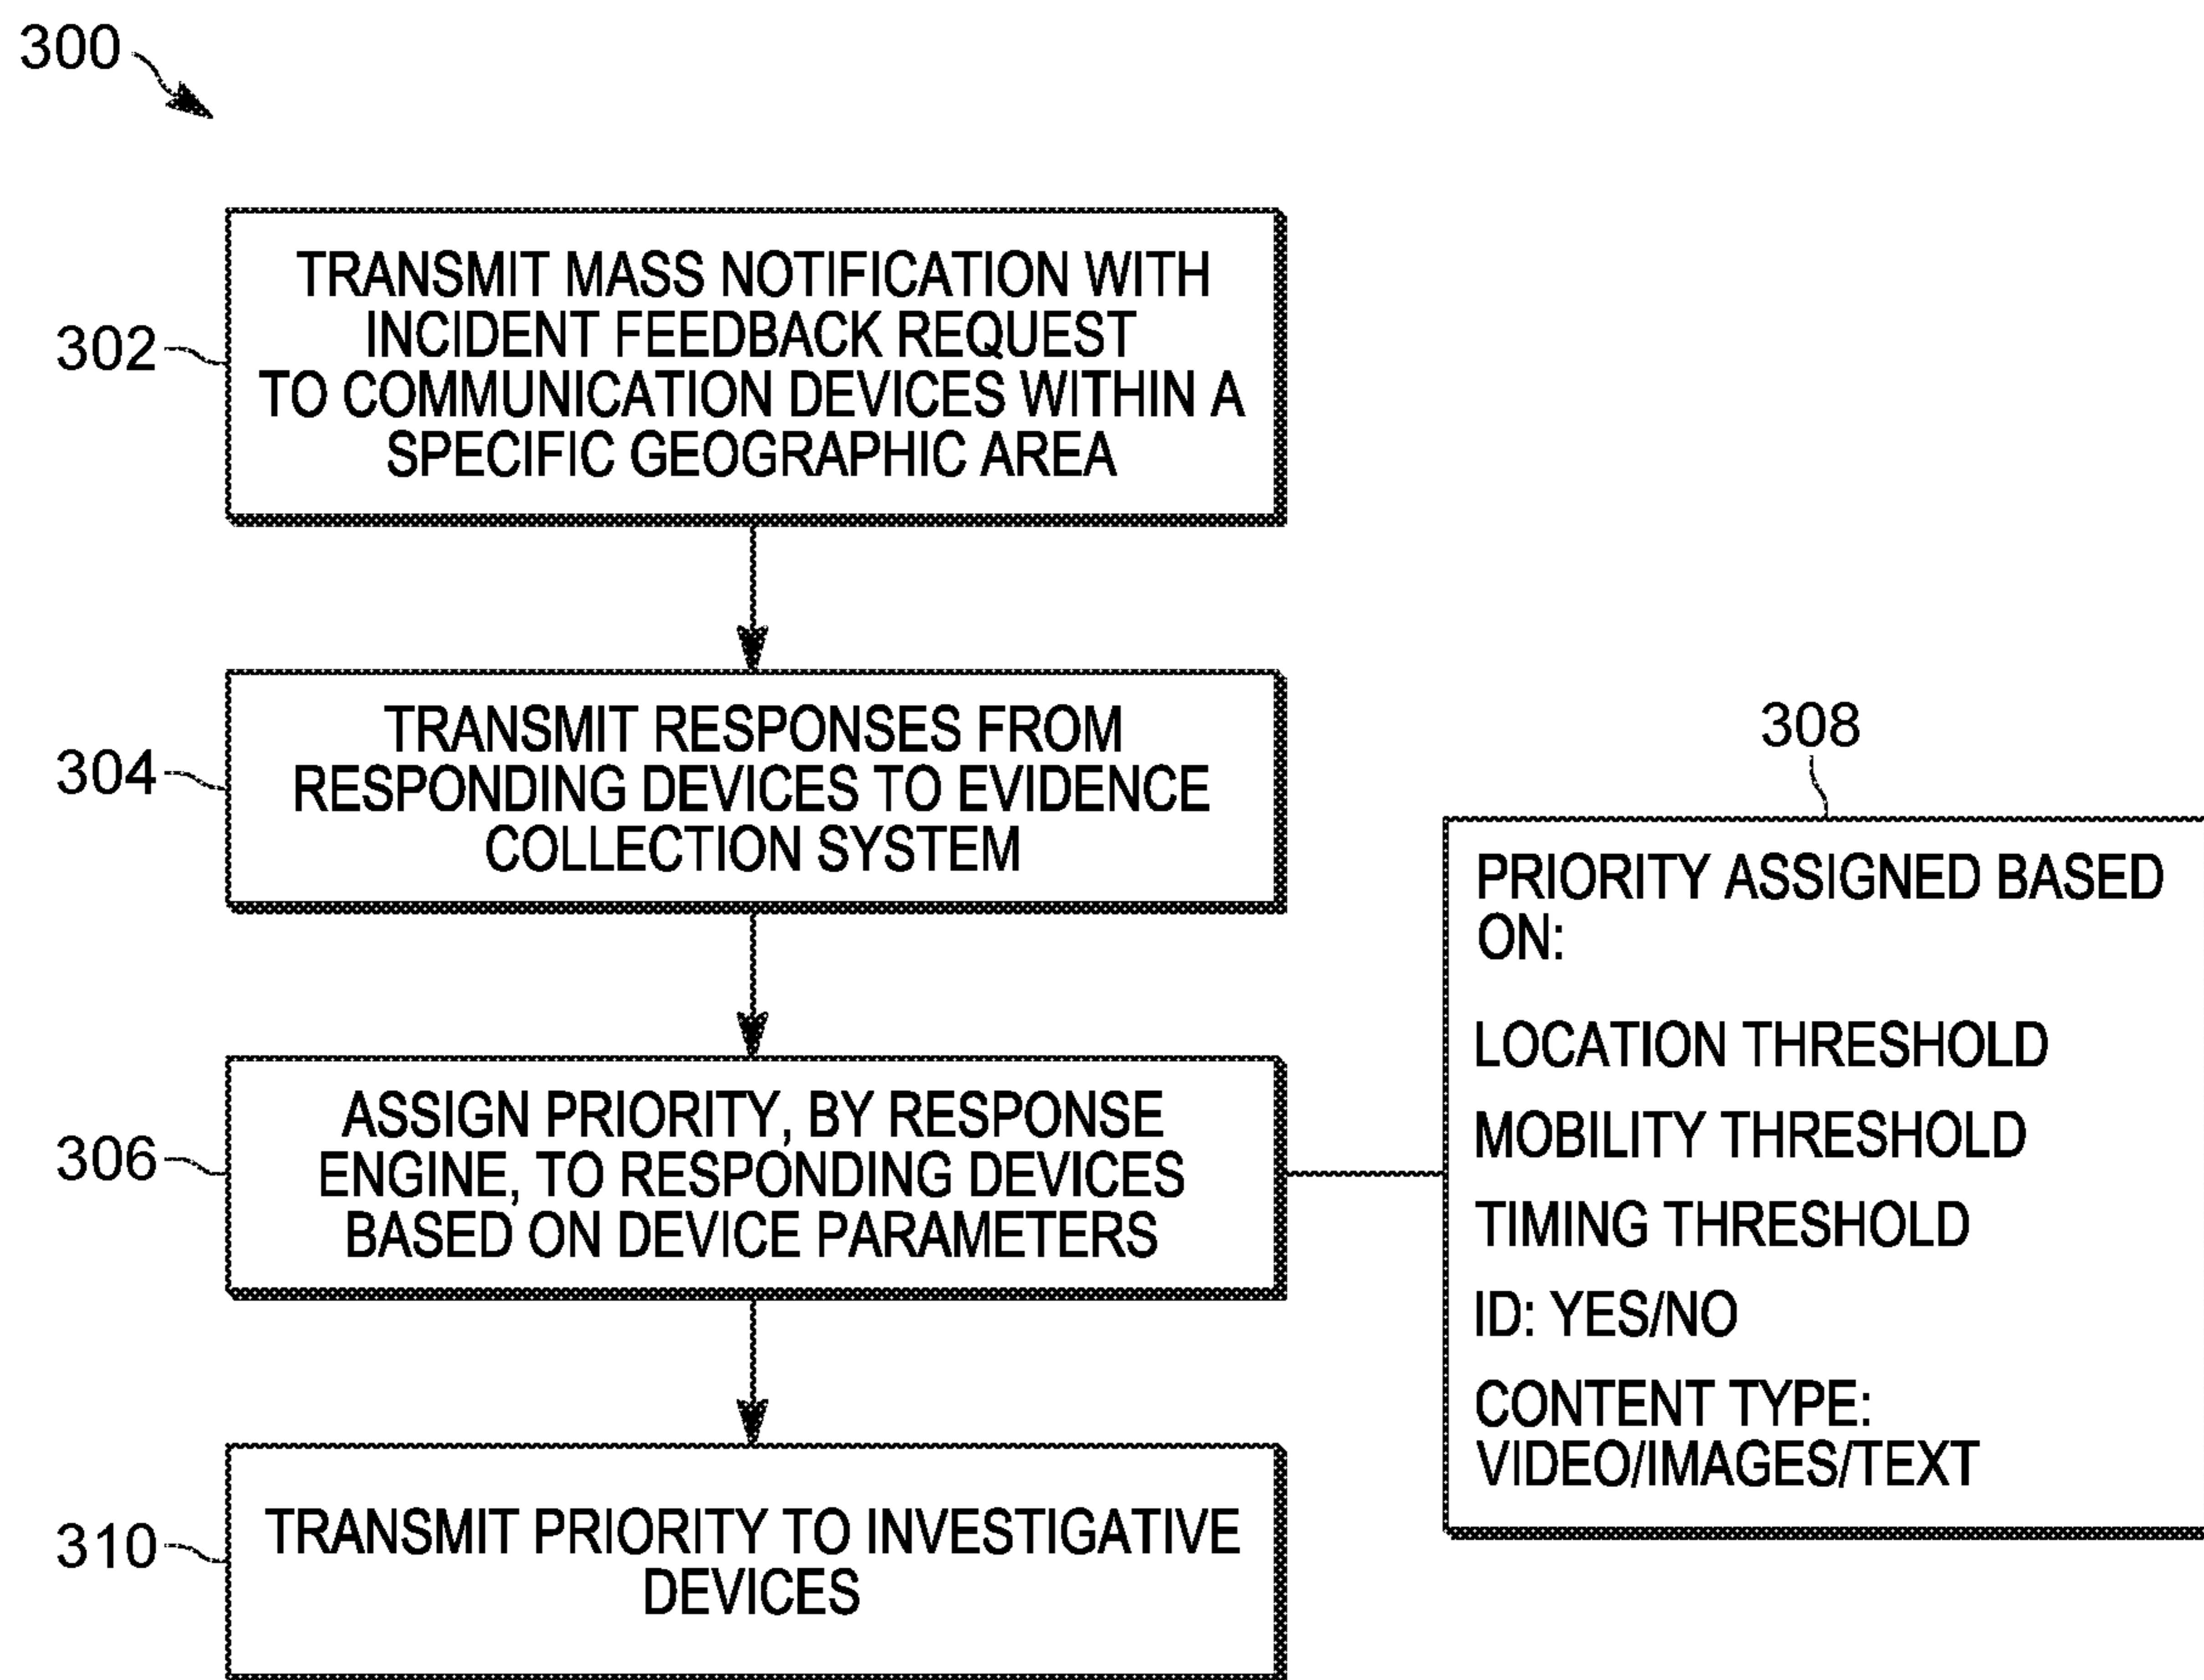 300
302
TRANSMIT MASS NOTIFICATION WITH
INCIDENT FEEDBACK REQUEST
TO COMMUNICATION DEVICES WITHIN A
SPECIFIC GEOGRAPHIC AREA
304
TRANSMIT RESPONSES FROM
RESPONDING DEVICES TO EVIDENCE
COLLECTION SYSTEM
306
ASSIGN PRIORITY, BY RESPONSE
ENGINE, TO RESPONDING DEVICES
BASED ON DEVICE PARAMETERS
308
PRIORITY ASSIGNED BASED
ON:
LOCATION THRESHOLD
MOBILITY THRESHOLD
TIMING THRESHOLD
ID: YES/NO
CONTENT TYPE:
VIDEO/IMAGES/TEXT
310
TRANSMIT PRIORITY TO INVESTIGATIVE
DEVICES